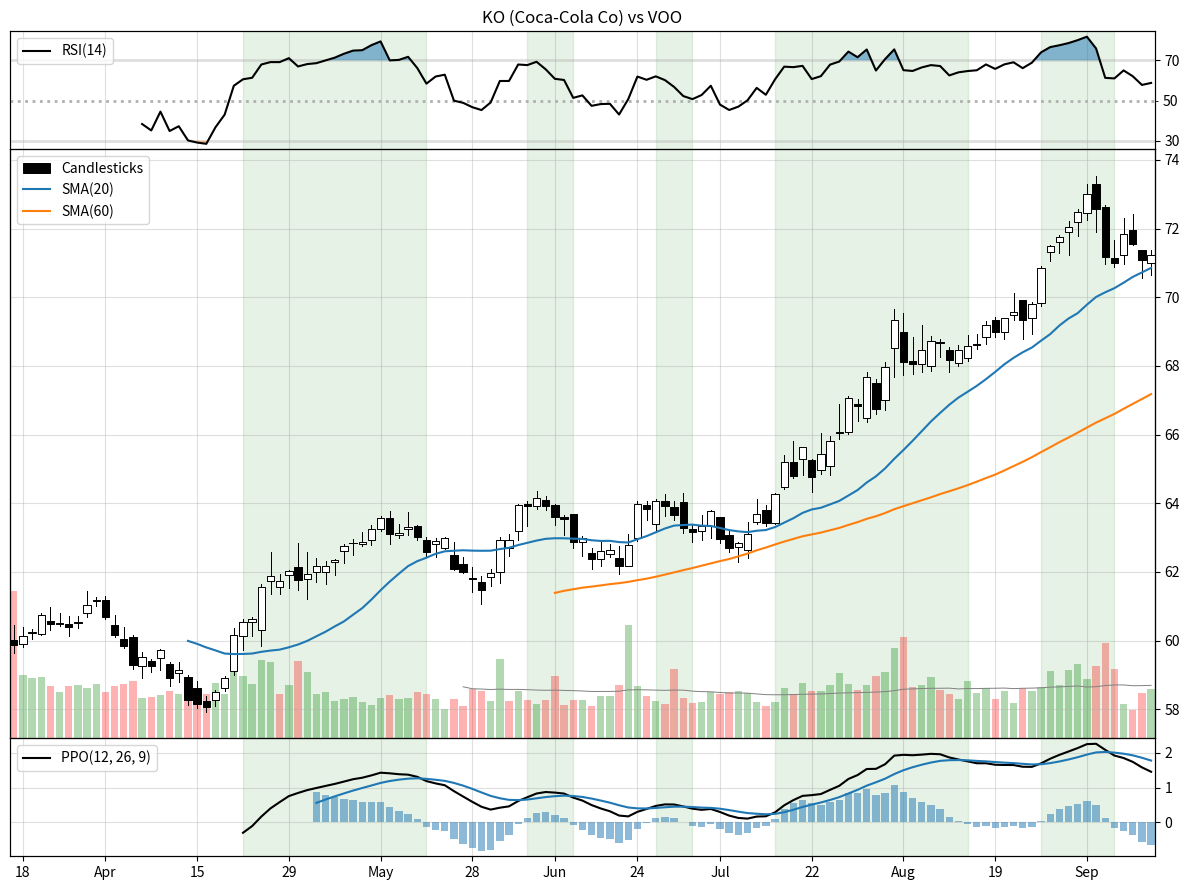 KO (Coca-Cola Co) vs VOO
RSI(14)
70
50
30
Candlesticks
SMA(20)
SMA(60)
74
72
70
68
66
64
62
60
58
PPO(12, 26, 9)
2
1
0
18 Apr 15 29 May 28 Jun 24 Jul 22 Aug 19 Sep